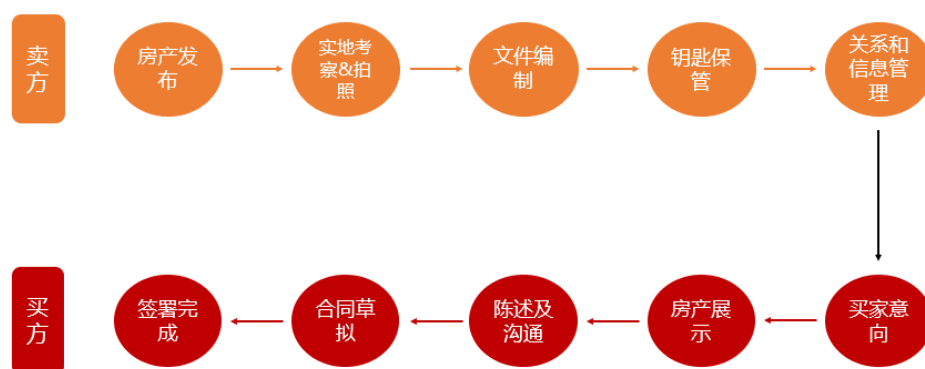 卖
方
房产发
布
实地考
察&拍
照
文件编
制
钥匙保
管
关系和
信息管
理
买
方
签署完
成
合同草
拟
陈述及
沟通
房产展
示
买家意
向